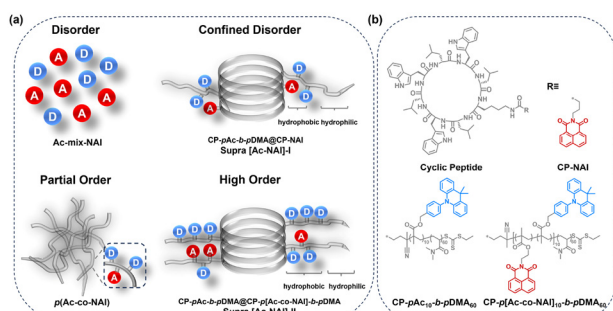 (a)
Disorder
D
D
A
A
D
D
A
A
D
D
A
Ac-mix-NAI
Confined Disorder
D
D
A
D
A
D
hydrophobic hydrophilic
CP-pAc-b-pDMA@CP-NAI
Supra [Ac-NAI]-I
Partial Order
D
D
A
p(Ac-co-NAI)
High Order
D D D
D D D
A A
A
D
hydrophobic hydrophilic
CP-pAc-b-pDMA@CP-p[Ac-co-NAI]-b-pDMA
(b)
Cyclic Peptide
R≡
CP-NAI
CP-pAc10-b-pDMA60
CP-p[Ac-co-NAI]10-b-pDMA60